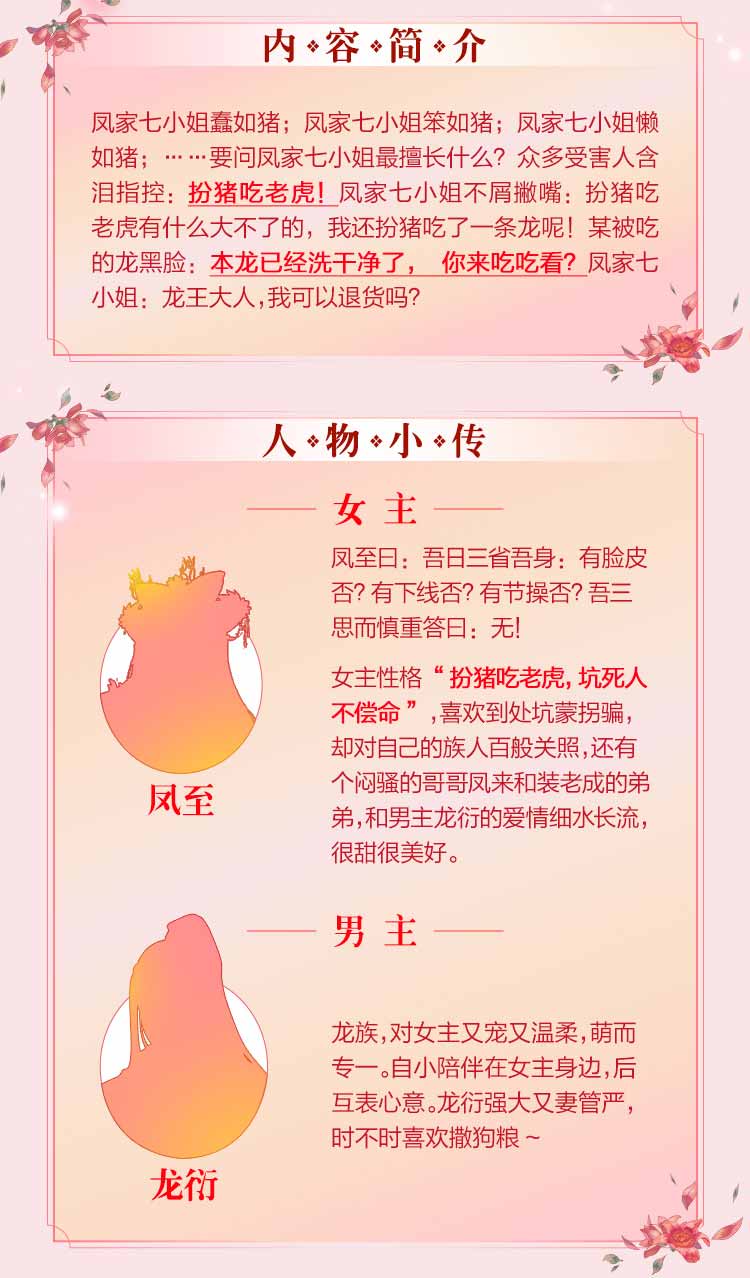 内❖容❖简❖介
凤家七小姐蠢如猪；凤家七小姐笨如猪；凤家七小姐懒
如猪；……要问凤家七小姐最擅长什么？众多受害人含
泪指控：扮猪吃老虎！凤家七小姐不屑撇嘴：扮猪吃
老虎有什么大不了的，我还扮猪吃了一条龙呢！某被吃
的龙黑脸：本龙已经洗干净了，你来吃吃看？凤家七
小姐：龙王大人，我可以退货吗？
人❖物❖小❖传
女主
凤至曰：吾日三省吾身：有脸皮
否？有下线否？有节操否？吾三
思而慎重答曰：无！
女主性格“扮猪吃老虎，坑死人
不偿命”，喜欢到处坑蒙拐骗，
却对自己的族人百般关照，还有
个闷骚的哥哥凤来和装老成的弟
弟，和男主龙衍的爱情细水长流，
很甜很美好。
凤至
男主
龙族，对女主又宠又温柔，萌而
专一。自小陪伴在女主身边，后
互表心意。龙衍强大又妻管严，
时不时喜欢撒狗粮~
龙衍